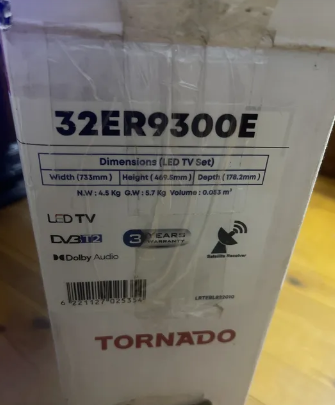 32ER9300E
Dimensions (LED TV Set)
Width (733mm) Height (469.5mm) Depth (178.2mm)
N.W : 4.5 Kg G.W : 5.7 Kg Volume : 0.053 m³
LED TV
DVB T2
3 YEARS
WARRANTY
Satellite Receiver
Dolby Audio
TORNADO